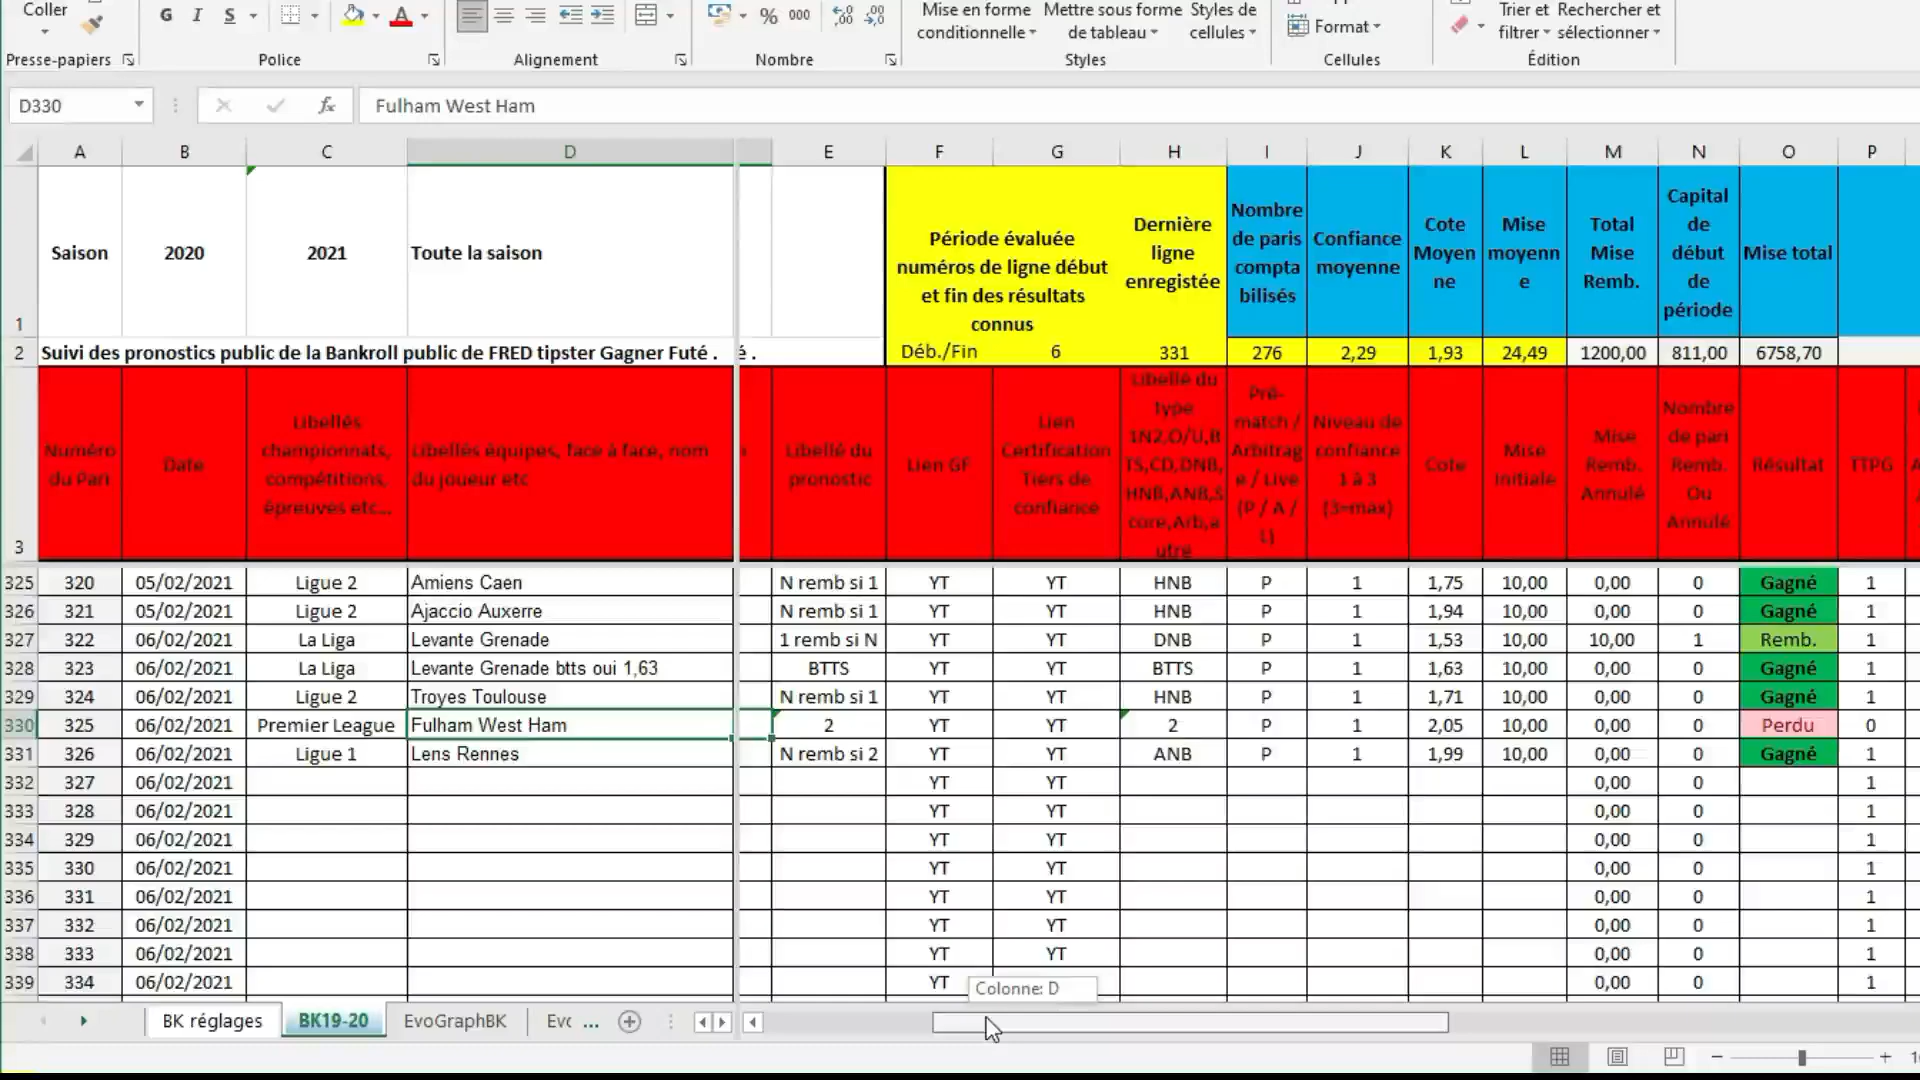 Coller
G I S
% 000
Mise en forme conditionnelle
Mettre sous forme de tableau
Styles de cellules
Format
Trier et filtrer
Rechercher et sélectionner
Presse-papiers Police Alignement Nombre Styles Cellules Édition
D330 fx Fulham West Ham
A B C D E F G H I J K L M N O P
1 Saison 2020 2021 Toute la saison
Période évaluée
numéros de ligne début
et fin des résultats
connus
Dernière
ligne
enregistée
Nombre
de paris
compta
bilisés
Confiance
moyenne
Cote
Moyen
ne
Mise
moyenn
e
Total
Mise
Remb.
Capital
de
début
de
période
Mise total
2 Suivi des pronostics public de la Bankroll public de FRED tipster Gagner Futé . é . Déb./Fin 6 331 276 2,29 1,93 24,49 1200,00 811,00 6758,70
3
Numéro
du Pari
Date
Libellés
championnats,
compétitions,
épreuves etc...
Libellés équipes, face à face, nom
du joueur etc
Libellé du
pronostic
Lien GF
Lien
Certification
Tiers de
confiance
Libellé du
type
1N2,O/U,B
TS,CD,DNB,
HNB,ANB,S
core,Arb,a
utre
Pré-
match /
Arbitrag
e / Live
(P / A /
L)
Niveau de
confiance
1 à 3
(3=max)
Cote
Mise
Initiale
Mise
Remb.
Annulé
Nombre
de pari
Remb.
Ou
Annulé
Résultat
TTPG
325 320 05/02/2021 Ligue 2 Amiens Caen N remb si 1 YT YT HNB P 1 1,75 10,00 0,00 0 Gagné 1
326 321 05/02/2021 Ligue 2 Ajaccio Auxerre N remb si 1 YT YT HNB P 1 1,94 10,00 0,00 0 Gagné 1
327 322 06/02/2021 La Liga Levante Grenade 1 remb si N YT YT DNB P 1 1,53 10,00 10,00 1 Remb. 1
328 323 06/02/2021 La Liga Levante Grenade btts oui 1,63 BTTS YT YT BTTS P 1 1,63 10,00 0,00 0 Gagné 1
329 324 06/02/2021 Ligue 2 Troyes Toulouse N remb si 1 YT YT HNB P 1 1,71 10,00 0,00 0 Gagné 1
330 325 06/02/2021 Premier League Fulham West Ham 2 YT YT 2 P 1 2,05 10,00 0,00 0 Perdu 0
331 326 06/02/2021 Ligue 1 Lens Rennes N remb si 2 YT YT ANB P 1 1,99 10,00 0,00 0 Gagné 1
332 327 06/02/2021 YT YT 0,00 0 1
333 328 06/02/2021 YT YT 0,00 0 1
334 329 06/02/2021 YT YT 0,00 0 1
335 330 06/02/2021 YT YT 0,00 0 1
336 331 06/02/2021 YT YT 0,00 0 1
337 332 06/02/2021 YT YT 0,00 0 1
338 333 06/02/2021 YT YT 0,00 0 1
339 334 06/02/2021 YT 0,00 0 1
Colonne: D
BK réglages BK19-20 EvoGraphBK Evc ...